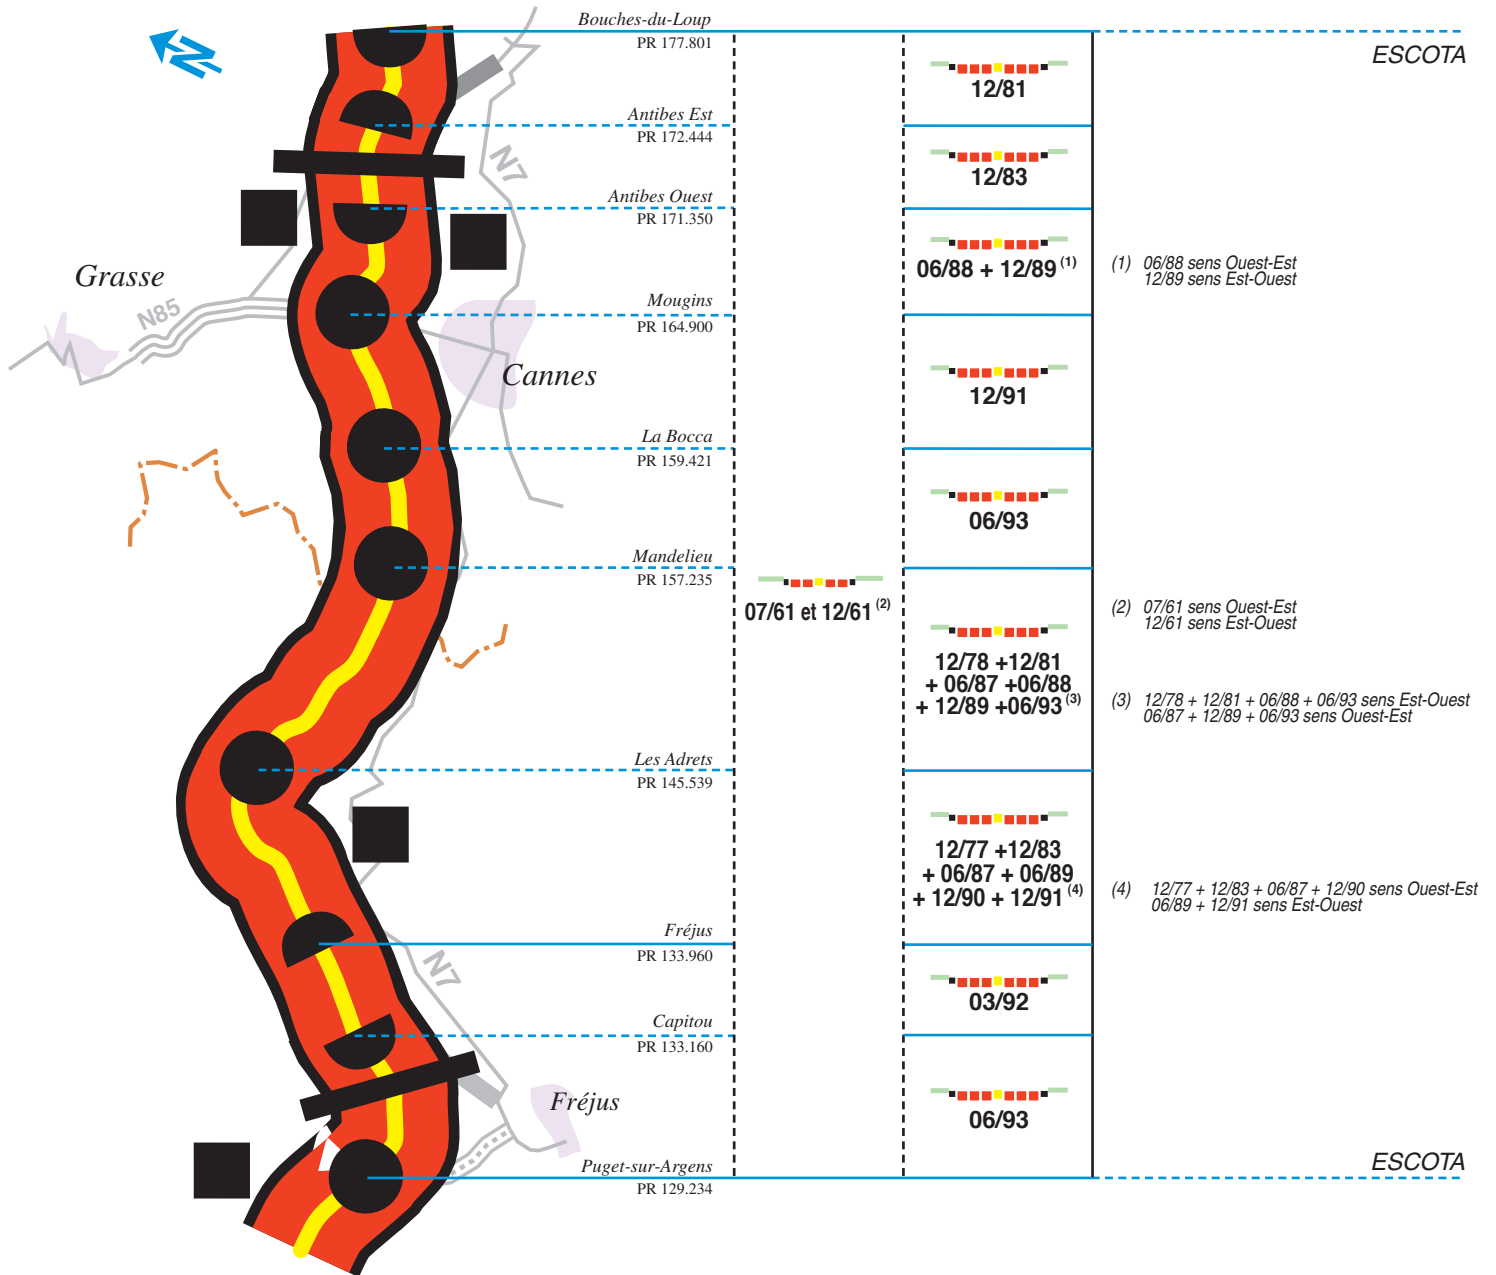 Bouches-du-Loup
PR 177.801
ESCOTA
12/81
Antibes Est
PR 172.444
N7
12/83
Antibes Ouest
PR 171.350
06/88 + 12/89 (1)
(1) 06/88 sens Ouest-Est
12/89 sens Est-Ouest
Grasse
N85
Mougins
PR 164.900
Cannes
12/91
La Bocca
PR 159.421
06/93
Mandelieu
PR 157.235
07/61 et 12/61 (2)
(2) 07/61 sens Ouest-Est
12/61 sens Est-Ouest
12/78 +12/81
+ 06/87 +06/88
+ 12/89 +06/93 (3)
(3) 12/78 + 12/81 + 06/88 + 06/93 sens Est-Ouest
06/87 + 12/89 + 06/93 sens Ouest-Est
Les Adrets
PR 145.539
12/77 +12/83
+ 06/87 + 06/89
+ 12/90 + 12/91 (4)
(4) 12/77 + 12/83 + 06/87 + 12/90 sens Ouest-Est
06/89 + 12/91 sens Est-Ouest
Fréjus
PR 133.960
N7
03/92
Capitou
PR 133.160
Fréjus
06/93
Puget-sur-Argens
PR 129.234
ESCOTA
N